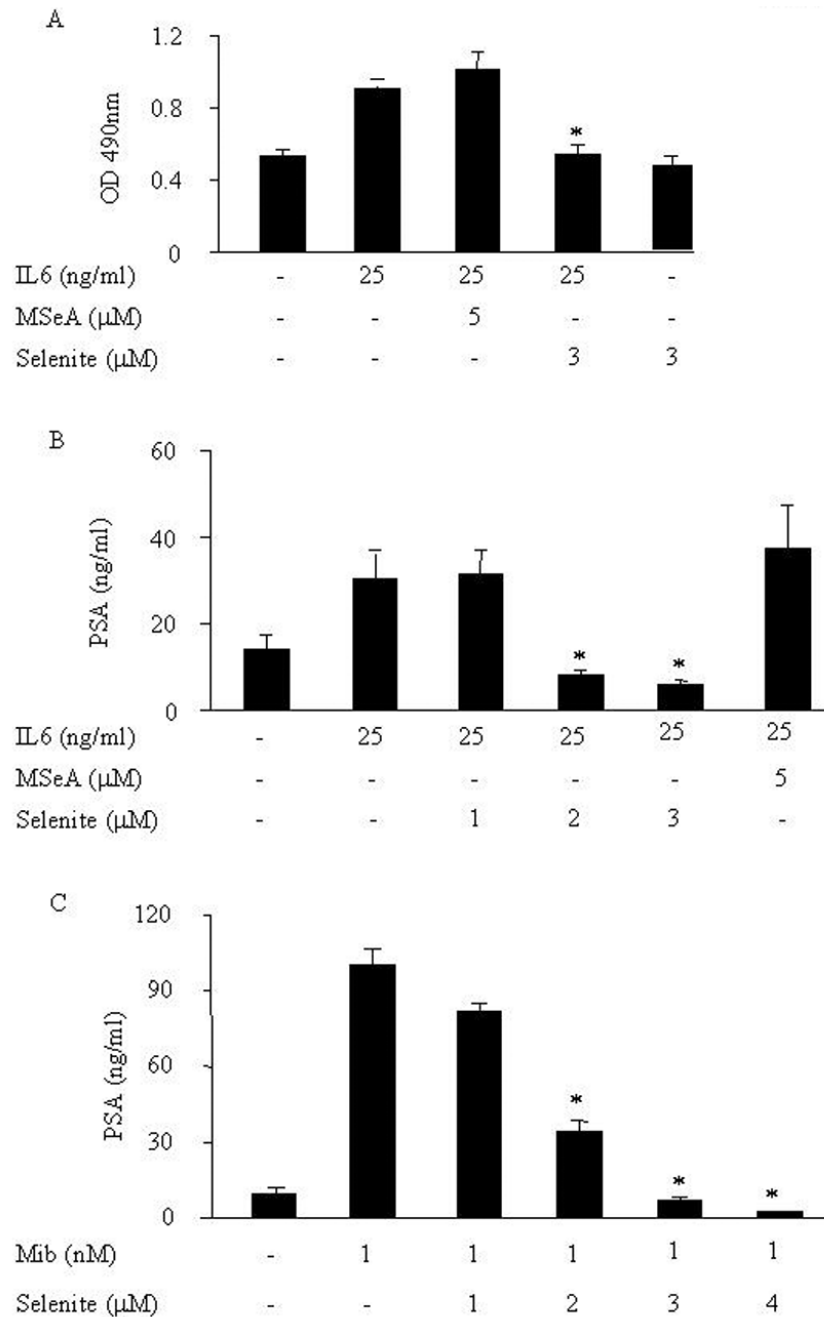 A
1.2
0.8
0.4
0
OD 490nm
*
IL6 (ng/ml) - 25 25 25 -
MSeA (μM) - - 5 - -
Selenite (μM) - - - 3 3
B
60
40
20
0
PSA (ng/ml)
* *
IL6 (ng/ml) - 25 25 25 25 25
MSeA (μM) - - - - - 5
Selenite (μM) - - 1 2 3 -
C
120
90
60
30
0
PSA (ng/ml)
* * *
Mib (nM) - 1 1 1 1 1
Selenite (μM) - - 1 2 3 4